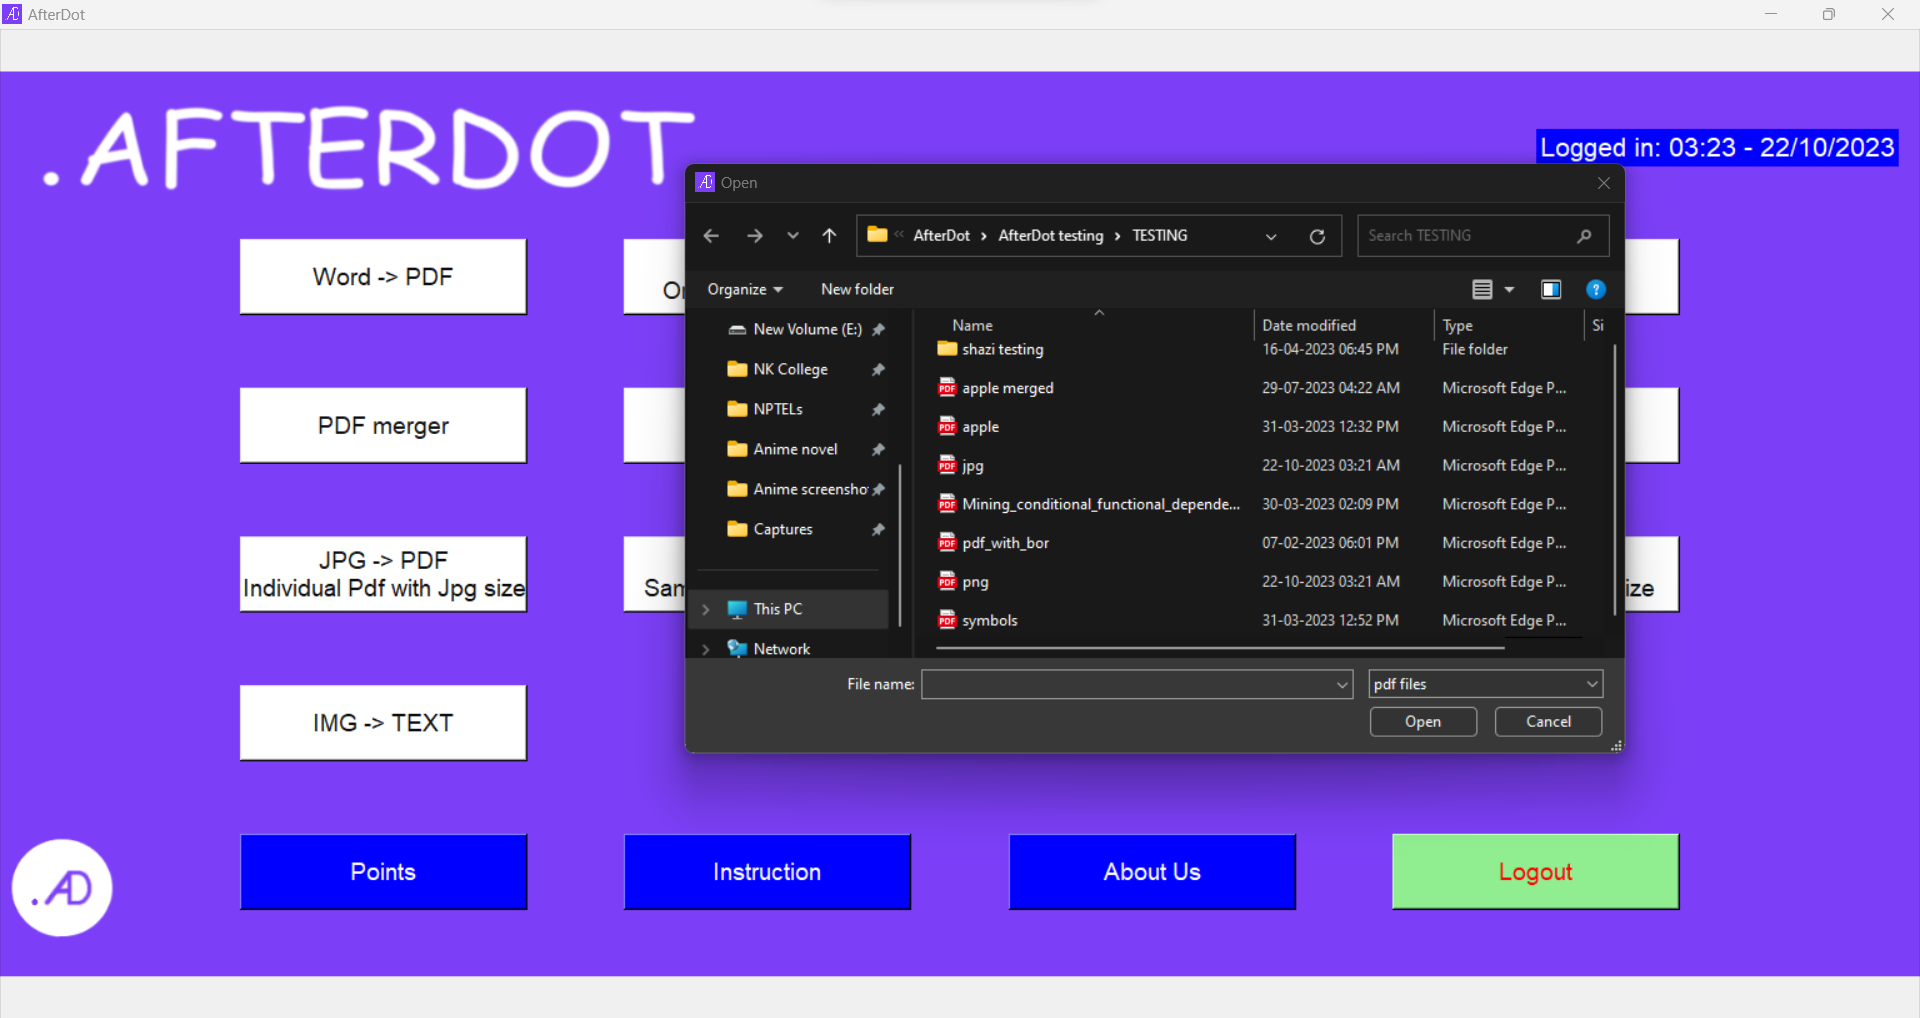 AfterDot
.AFTERDOT
Logged in: 03:23 - 22/10/2023
Word -> PDF
PDF merger
JPG -> PDF
Individual Pdf with Jpg size
IMG -> TEXT
Or
Sam
ize
Open
AfterDot > AfterDot testing > TESTING
Search TESTING
Organize
New folder
New Volume (E:)
NK College
NPTELs
Anime novel
Anime screensho
Captures
This PC
Network
Name Date modified Type Si
shazi testing 16-04-2023 06:45 PM File folder
apple merged 29-07-2023 04:22 AM Microsoft Edge P...
apple 31-03-2023 12:32 PM Microsoft Edge P...
jpg 22-10-2023 03:21 AM Microsoft Edge P...
Mining_conditional_functional_depende... 30-03-2023 02:09 PM Microsoft Edge P...
pdf_with_bor 07-02-2023 06:01 PM Microsoft Edge P...
png 22-10-2023 03:21 AM Microsoft Edge P...
symbols 31-03-2023 12:52 PM Microsoft Edge P...
File name:
pdf files
Open
Cancel
.AD
Points
Instruction
About Us
Logout